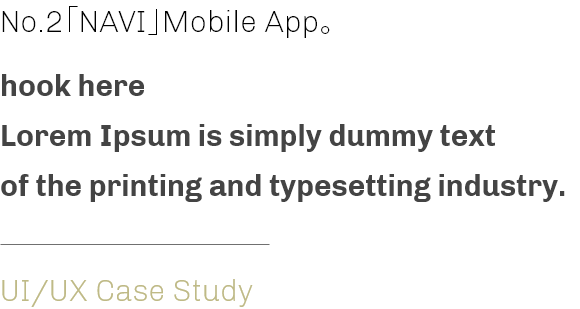 No.2「NAVI」Mobile App。
hook here
Lorem Ipsum is simply dummy text
of the printing and typesetting industry.
UI/UX Case Study